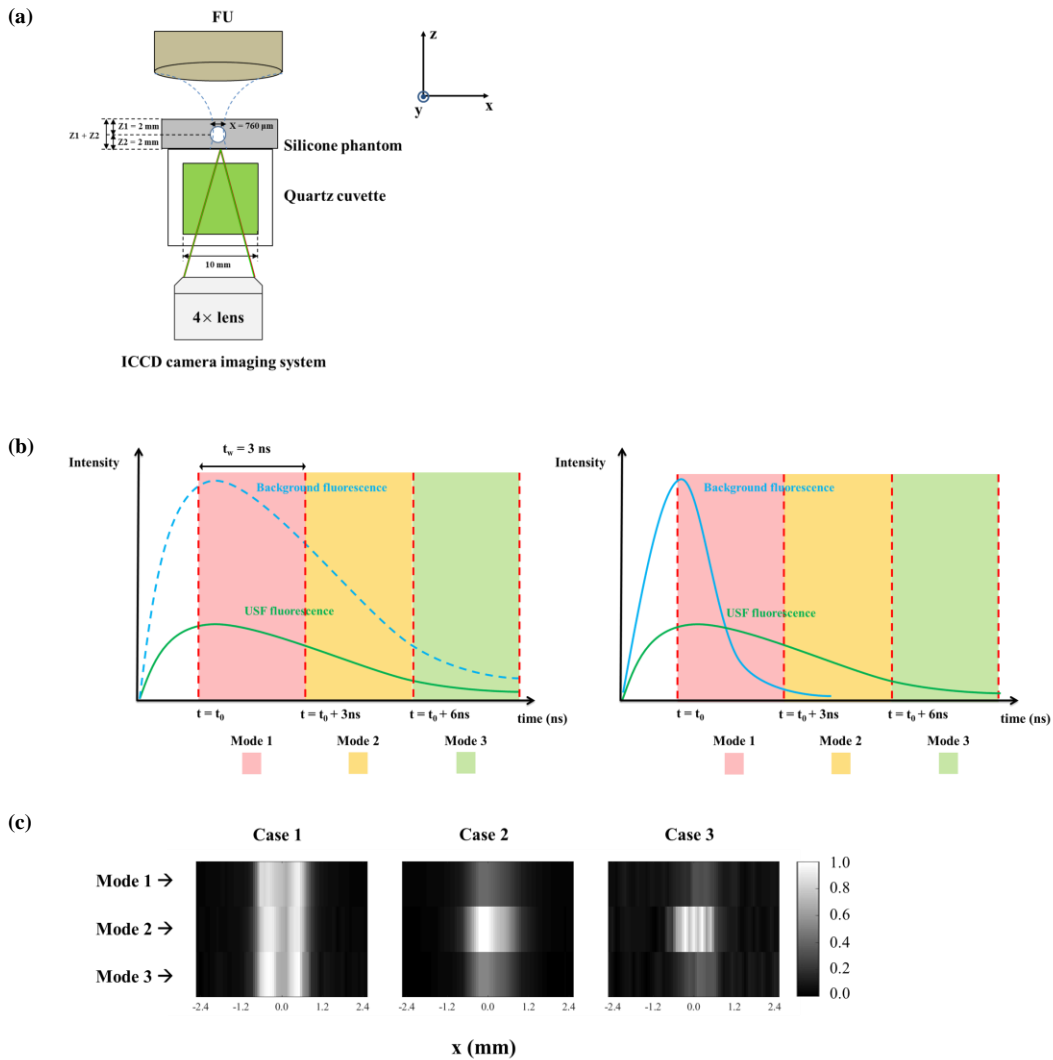 (a)
FU
z
x
y
Z1 = 2 mm
Z1 + Z2
Z2 = 2 mm
X = 760 μm
Silicone phantom
Quartz cuvette
10 mm
4× lens
ICCD camera imaging system
(b)
Intensity
t_w = 3 ns
Background fluorescence
USF fluorescence
t = t₀
t = t₀ + 3ns
t = t₀ + 6ns
time (ns)
Mode 1
Mode 2
Mode 3
Intensity
Background fluorescence
USF fluorescence
t = t₀
t = t₀ + 3ns
t = t₀ + 6ns
time (ns)
Mode 1
Mode 2
Mode 3
(c)
Case 1
Case 2
Case 3
Mode 1 →
Mode 2 →
Mode 3 →
1.0
0.8
0.6
0.4
0.2
0.0
-2.4 -1.2 0.0 1.2 2.4
-2.4 -1.2 0.0 1.2 2.4
-2.4 -1.2 0.0 1.2 2.4
x (mm)